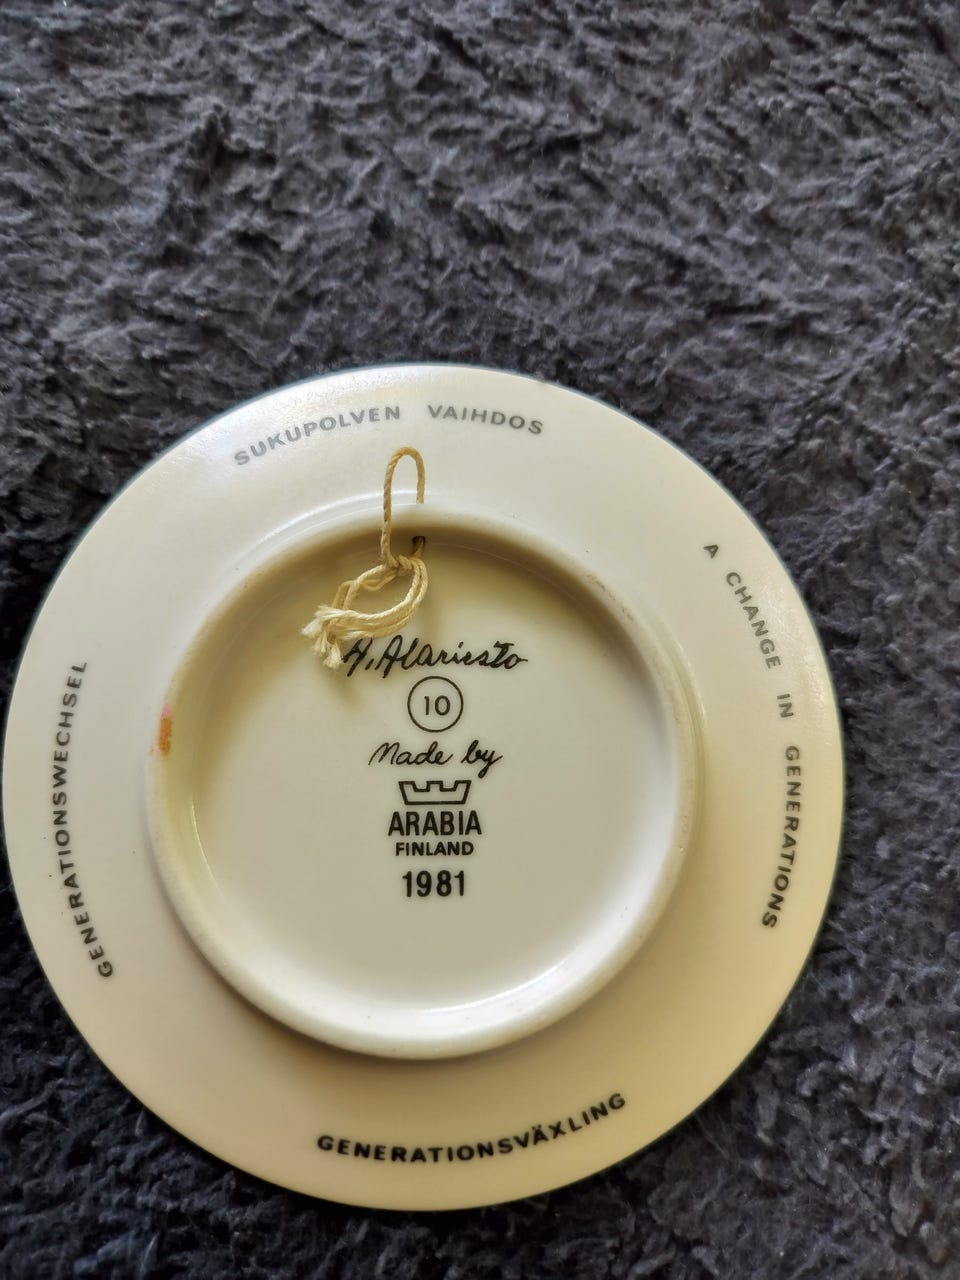 SUKUPOLVEN VAIHDOS
A CHANGE IN GENERATIONS
GENERATIONSVÄXLING
GENERATIONSWECHSEL
A. Alariesto
10
Made by
ARABIA
FINLAND
1981